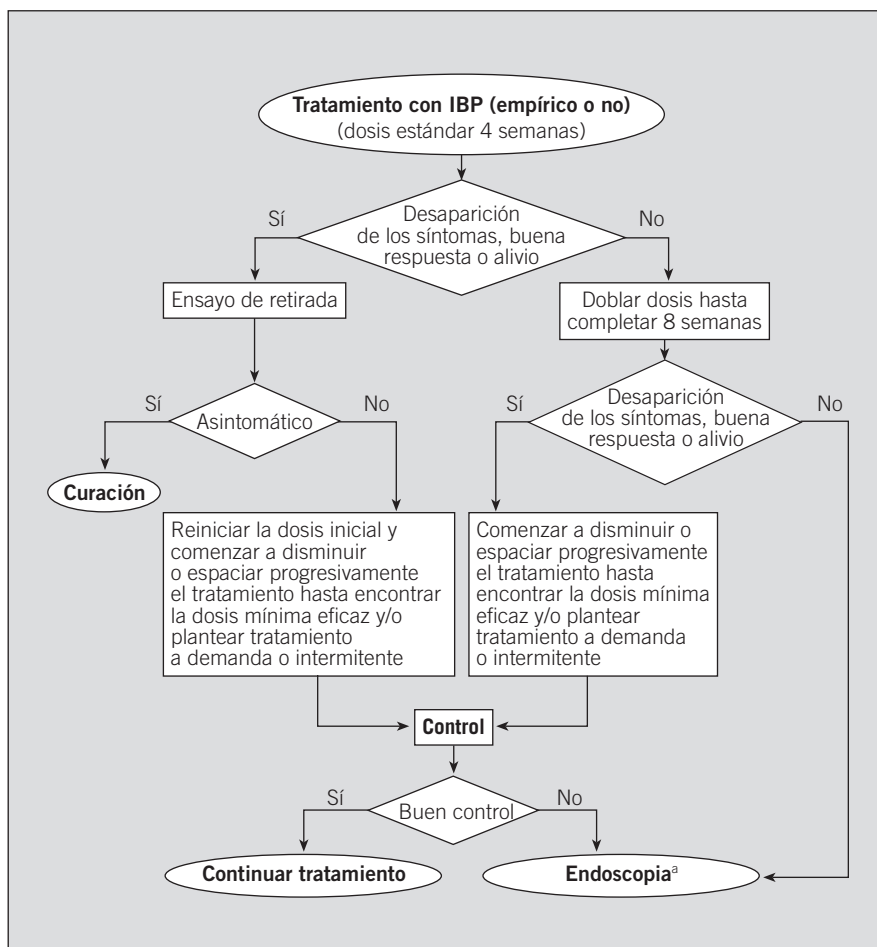 Tratamiento con IBP (empírico o no)
(dosis estándar 4 semanas)
Sí
Desaparición
de los síntomas, buena
respuesta o alivio
No
Ensayo de retirada
Doblar dosis hasta
completar 8 semanas
Sí
Asintomático
No
Sí
Desaparición
de los síntomas, buena
respuesta o alivio
No
Curación
Reiniciar la dosis inicial y
comenzar a disminuir
o espaciar progresivamente
el tratamiento hasta encontrar
la dosis mínima eficaz y/o
plantear tratamiento
a demanda o intermitente
Comenzar a disminuir o
espaciar progresivamente
el tratamiento hasta
encontrar la dosis mínima
eficaz y/o plantear
tratamiento a demanda
o intermitente
Control
Sí
Buen control
No
Continuar tratamiento
Endoscopiaᵃ